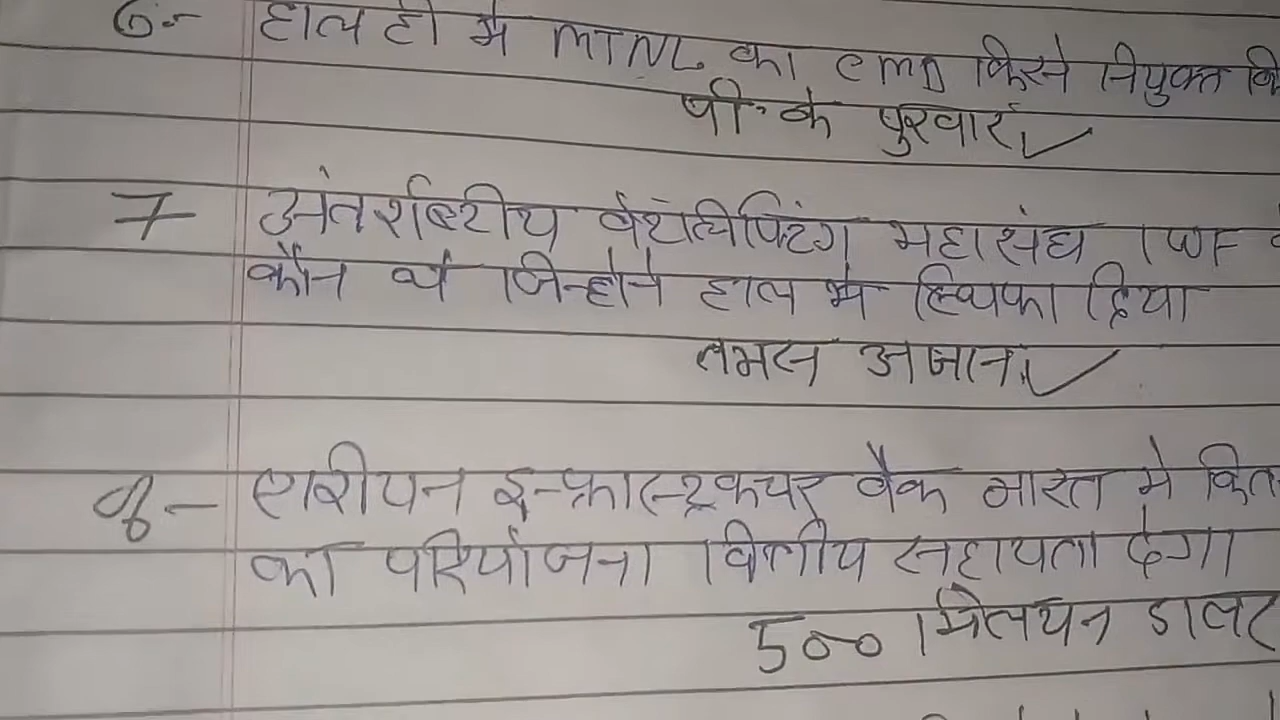 6:- हाल ही मे MTNL का CMD किसे नियुक्त
पी. के पुरवार
7 अंतर्राष्ट्रीय वेटलिफ्टिंग महासंघ IWF
कौन थे जिन्होने हाल मे इस्तिफा दिया
तमस अजान
8- एशीयन इन्फ्रास्ट्रक्चर बैंक भारत मे
का परियोजना वित्तीय सहायता देगा
500 मिलियन डालर